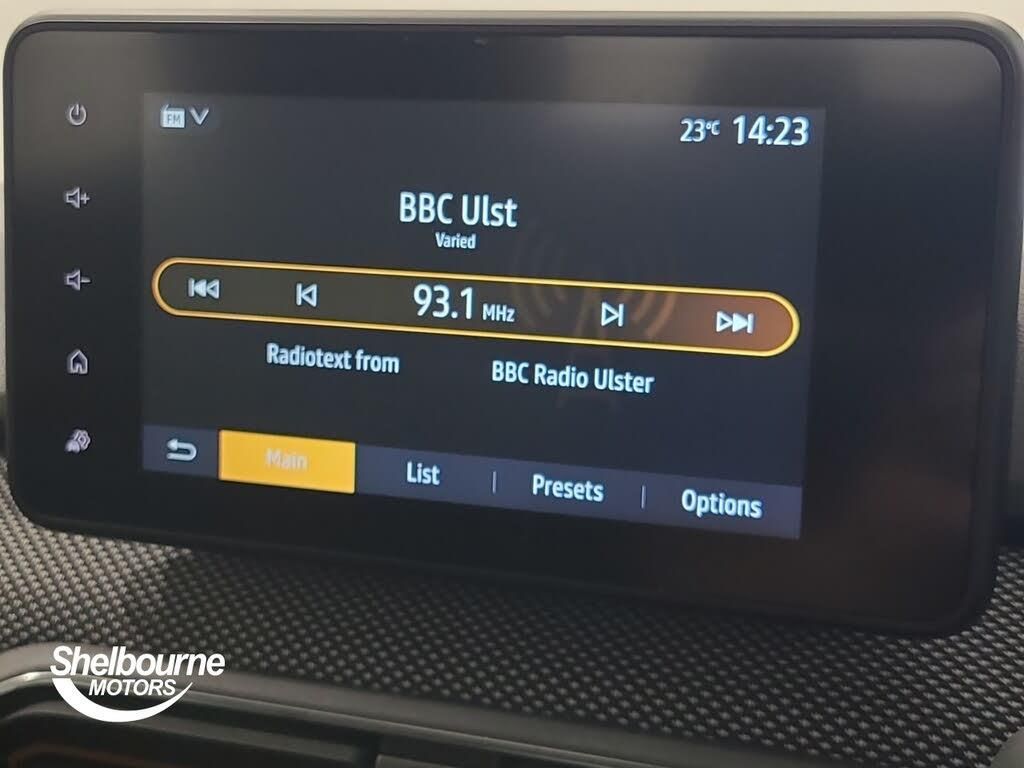 FM
23°C 14:23
BBC Ulst
Varied
93.1 MHz
Radiotext from BBC Radio Ulster
Main List Presets Options
Shelbourne
MOTORS